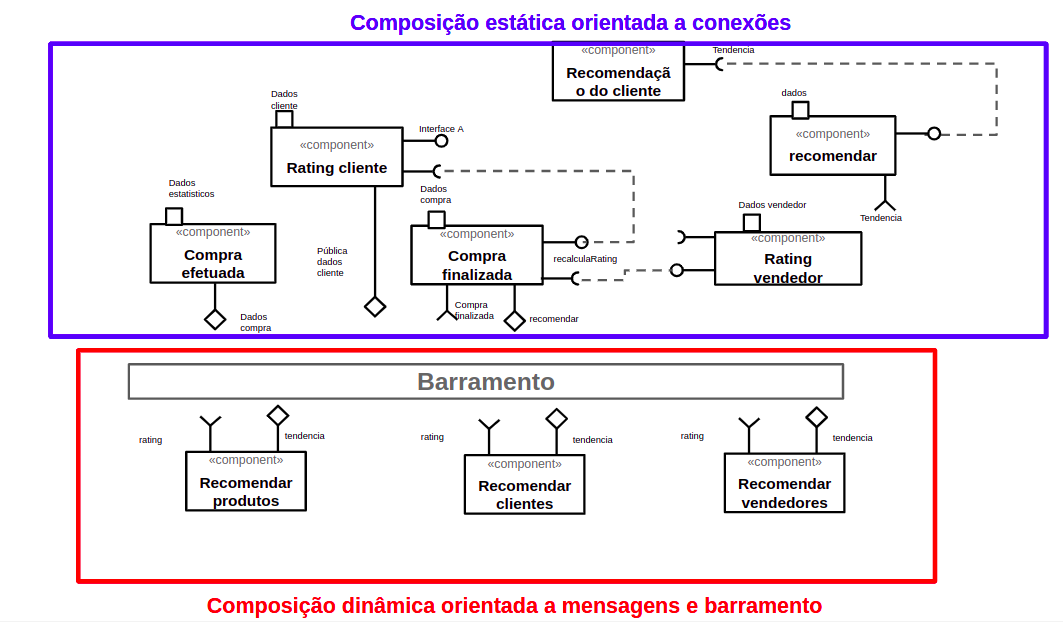 Composição estática orientada a conexões
«component»
Recomendaçã
o do cliente
Tendencia
dados
«component»
recomendar
Tendencia
Dados
cliente
«component»
Rating cliente
Interface A
Dados
estatisticos
«component»
Compra
efetuada
Dados
compra
Pública
dados
cliente
Dados
compra
«component»
Compra
finalizada
recalculaRating
Compra
finalizada
recomendar
Dados vendedor
«component»
Rating
vendedor
Barramento
rating
tendencia
«component»
Recomendar
produtos
rating
tendencia
«component»
Recomendar
clientes
rating
tendencia
«component»
Recomendar
vendedores
Composição dinâmica orientada a mensagens e barramento